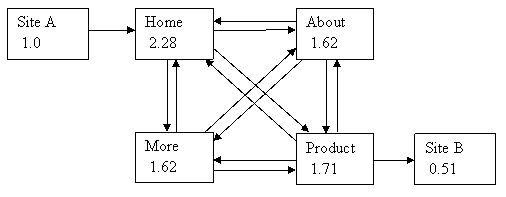 Site A
1.0
Home
2.28
About
1.62
More
1.62
Product
1.71
Site B
0.51